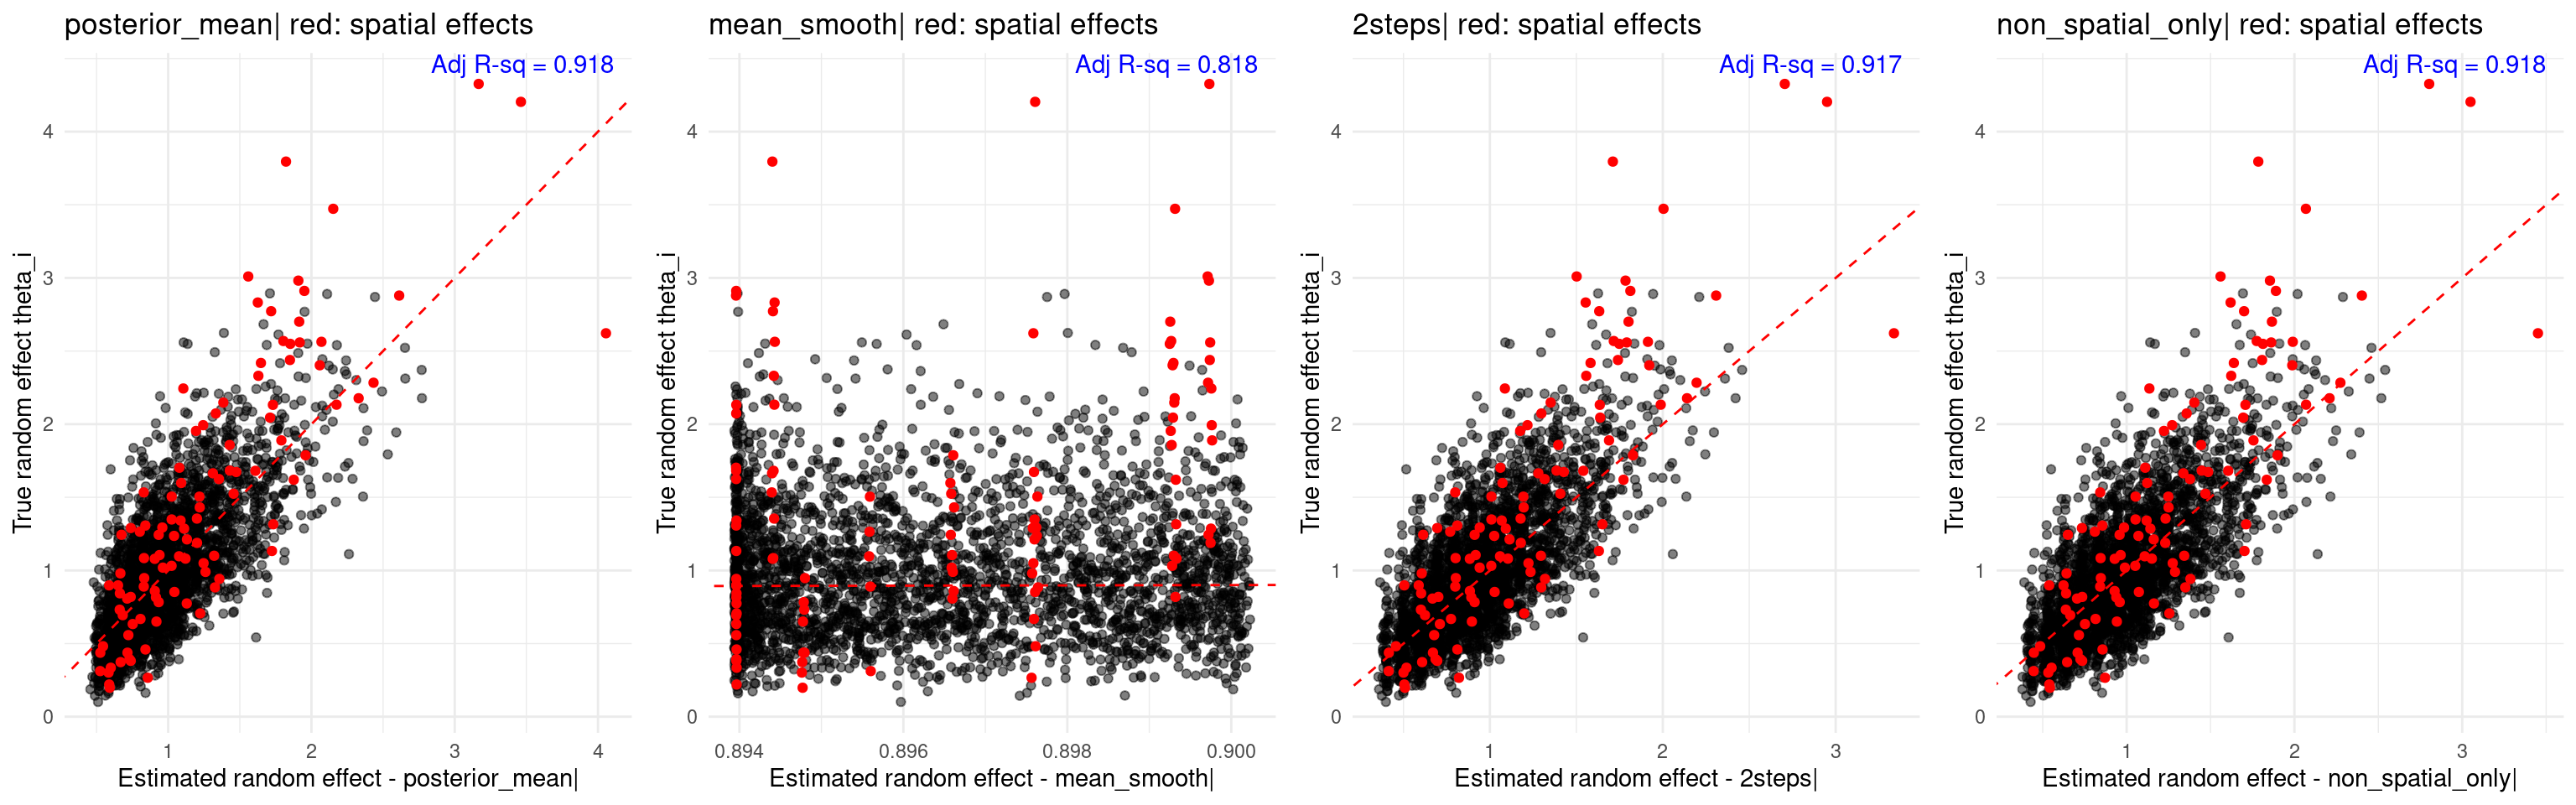 posterior_mean| red: spatial effects
Adj R-sq = 0.918
True random effect theta_i
4
3
2
1
0
1 2 3 4
Estimated random effect - posterior_mean|
mean_smooth| red: spatial effects
Adj R-sq = 0.818
True random effect theta_i
4
3
2
1
0
0.894 0.896 0.898 0.900
Estimated random effect - mean_smooth|
2steps| red: spatial effects
Adj R-sq = 0.917
True random effect theta_i
4
3
2
1
0
1 2 3
Estimated random effect - 2steps|
non_spatial_only| red: spatial effects
Adj R-sq = 0.918
True random effect theta_i
4
3
2
1
0
1 2 3
Estimated random effect - non_spatial_only|